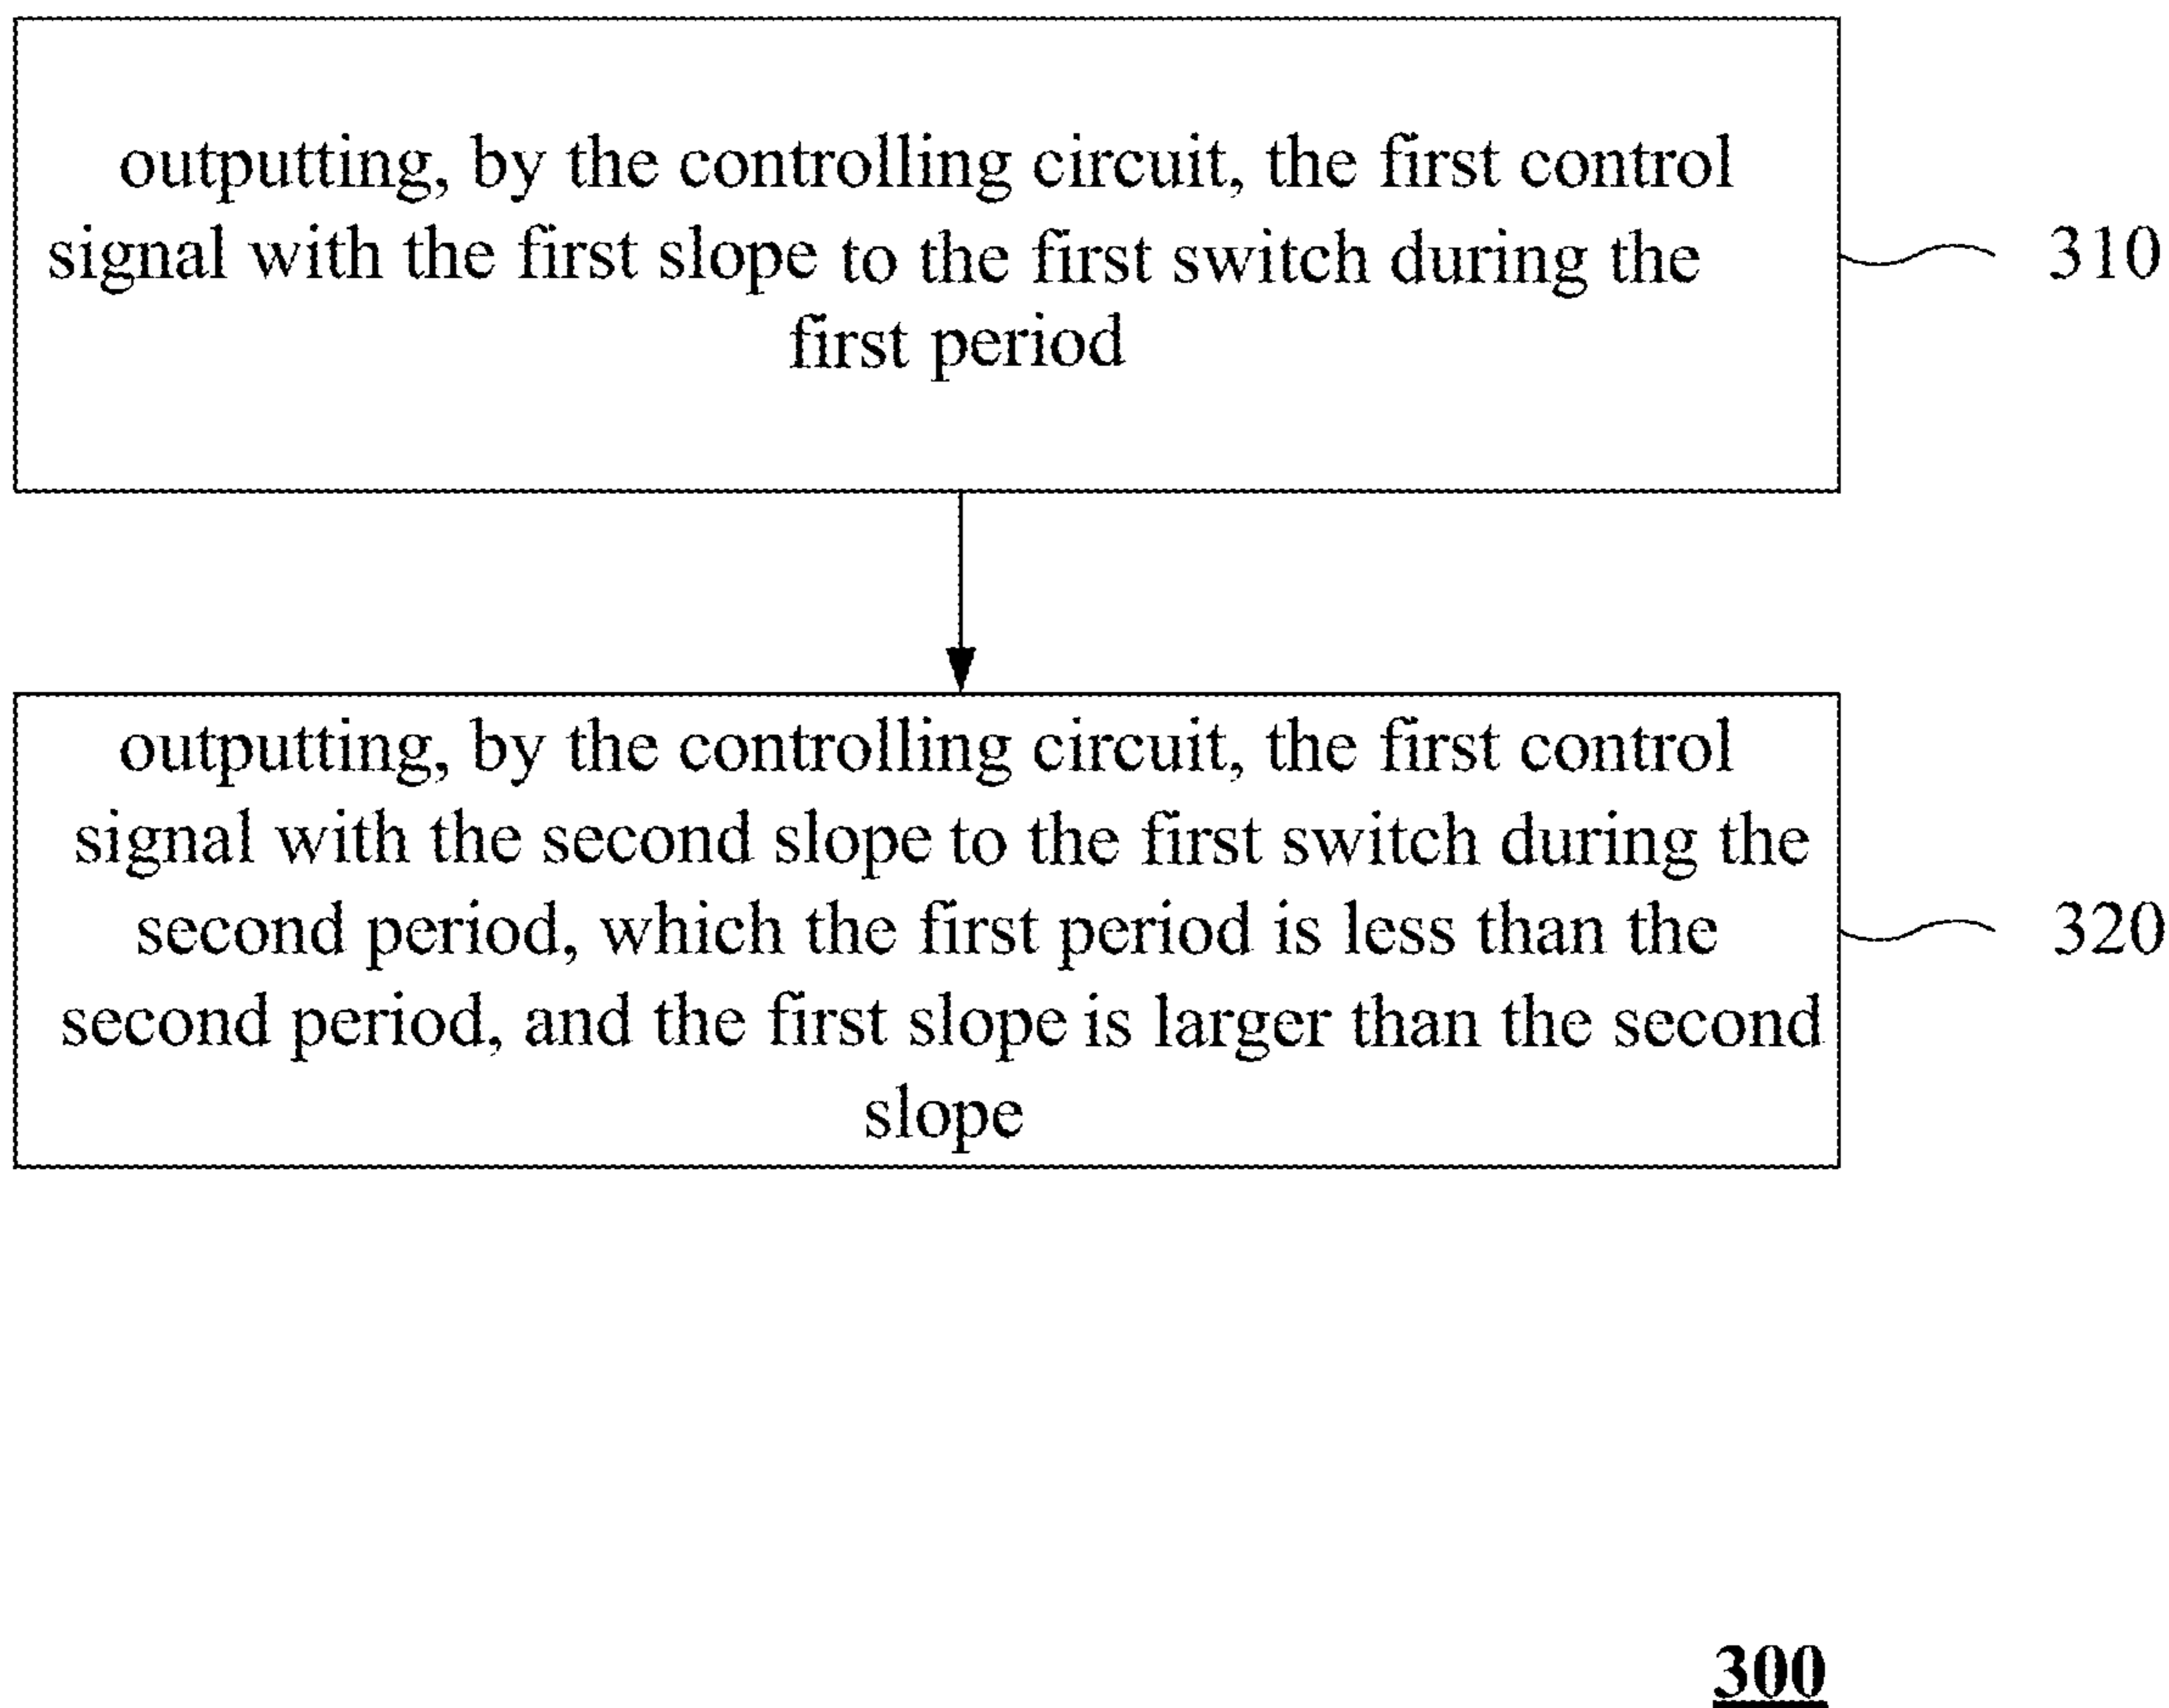 outputting, by the controlling circuit, the first control
signal with the first slope to the first switch during the
first period
310
outputting, by the controlling circuit, the first control
signal with the second slope to the first switch during the
second period, which the first period is less than the
second period, and the first slope is larger than the second
slope
320
300